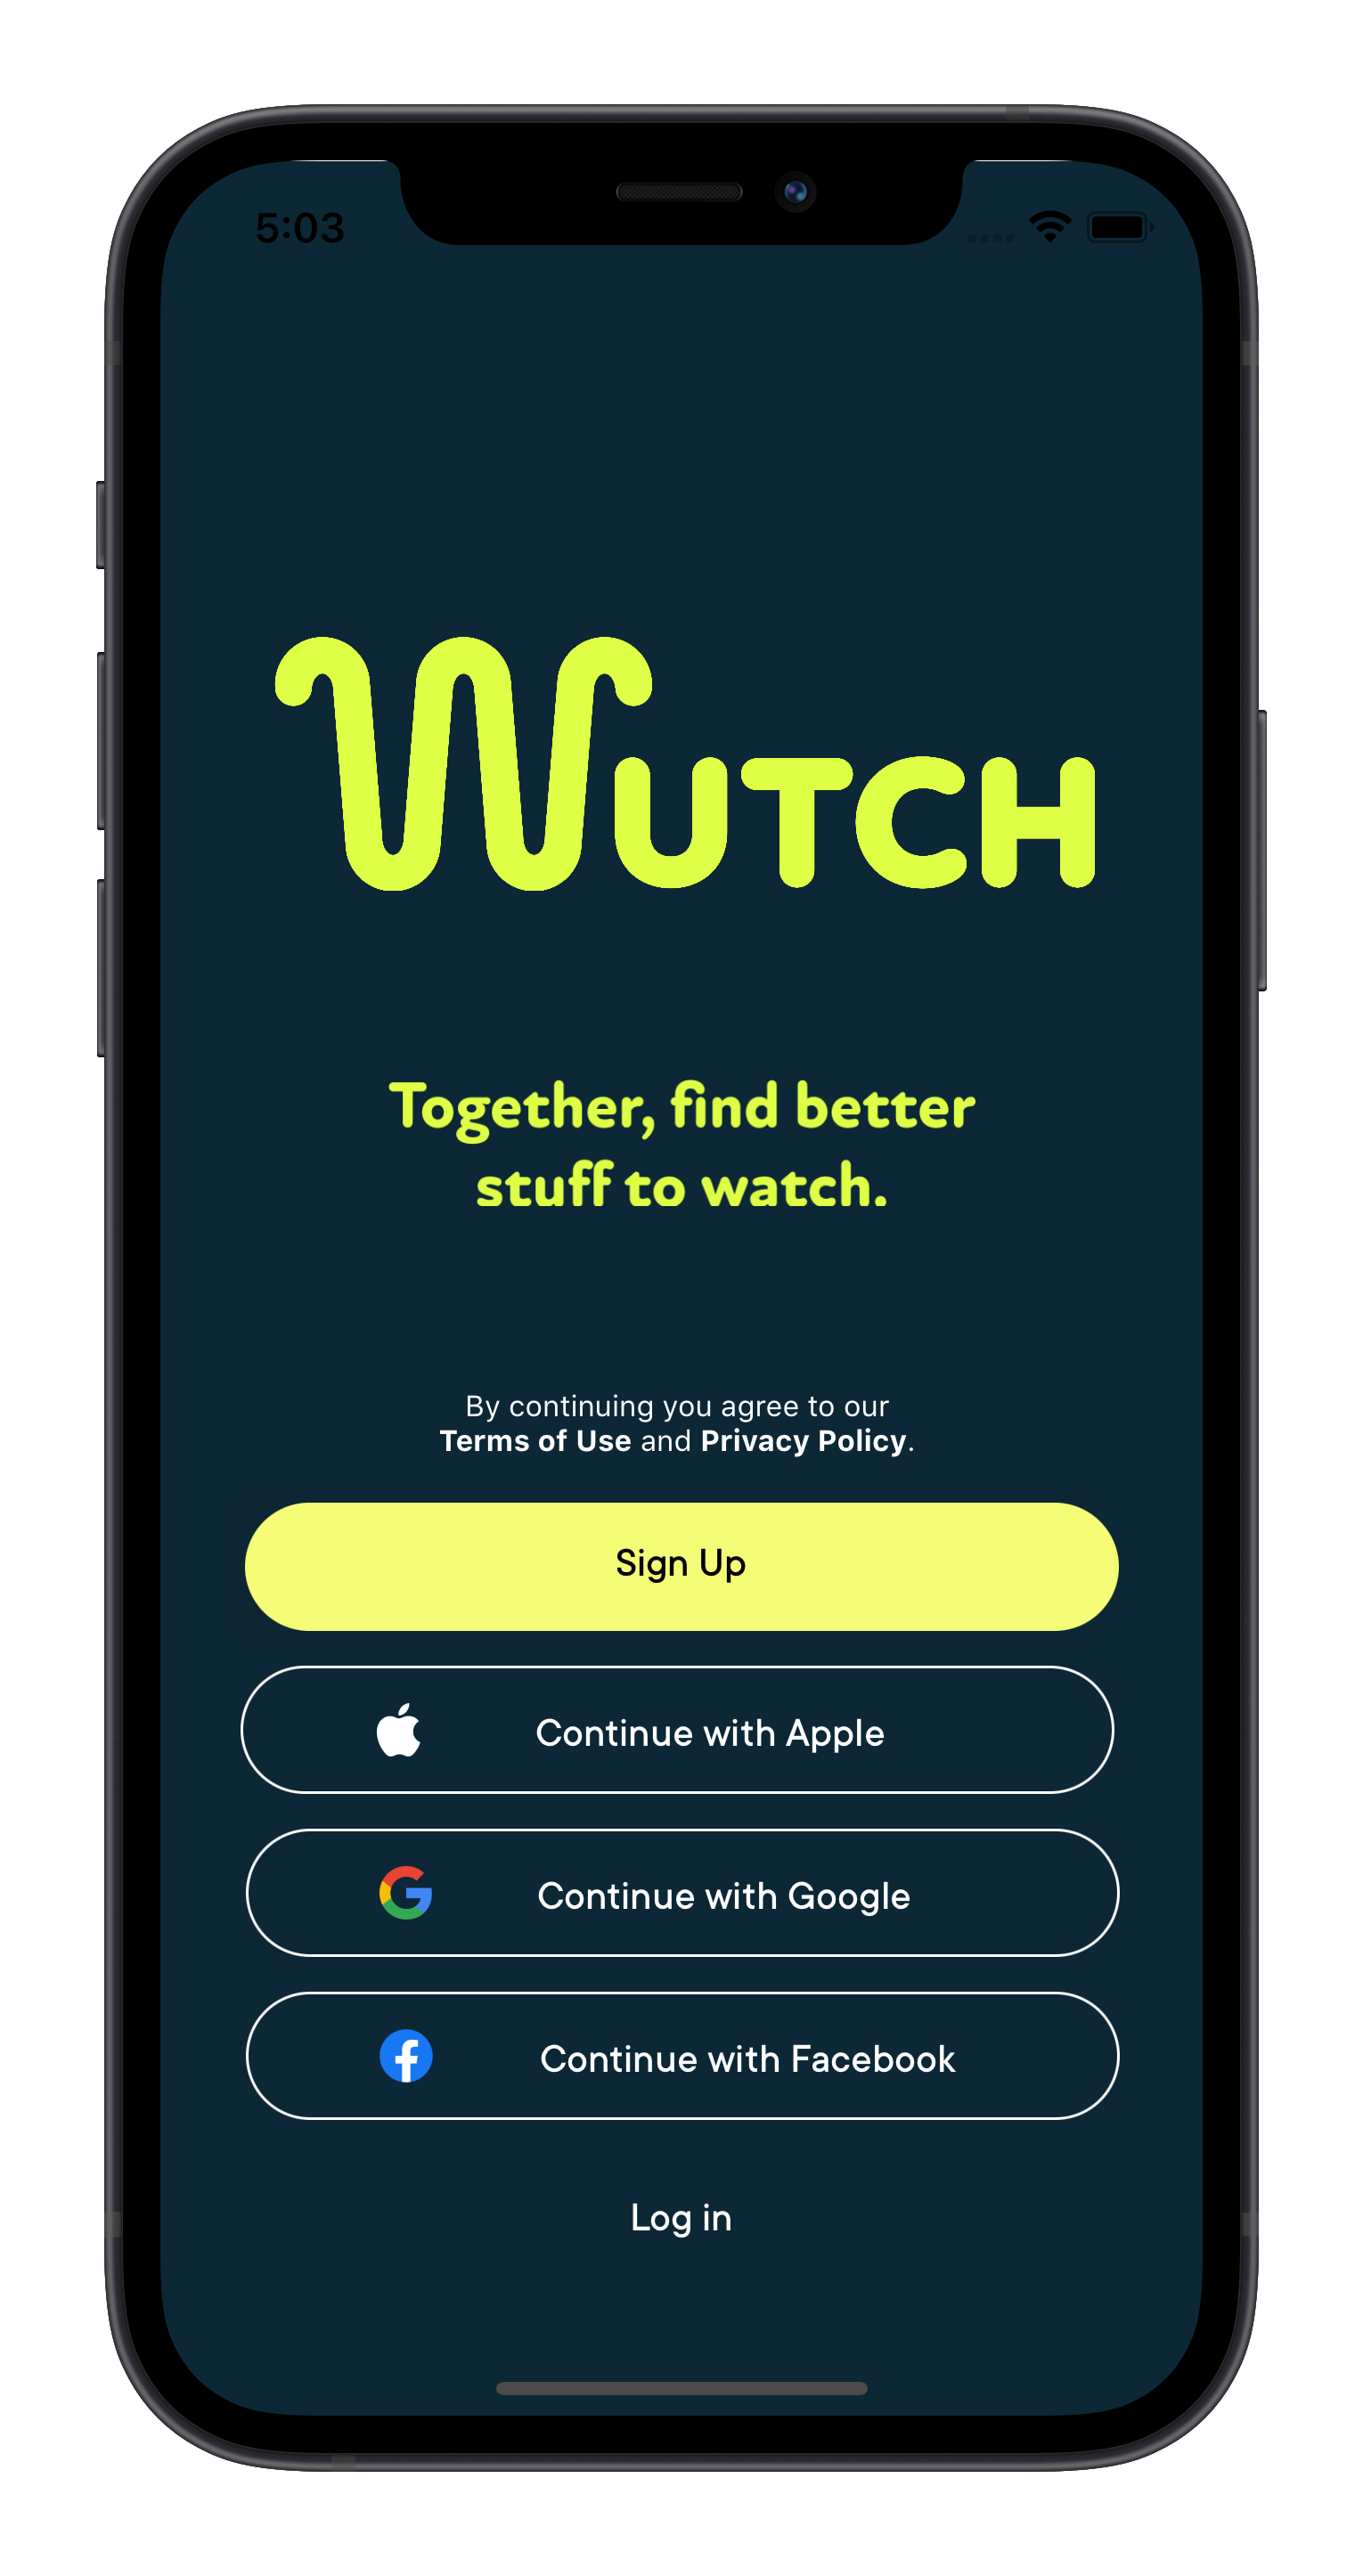 5:03
WUTCH
Together, find better
stuff to watch.
By continuing you agree to our
Terms of Use and Privacy Policy.
Sign Up
Continue with Apple
Continue with Google
Continue with Facebook
Log in